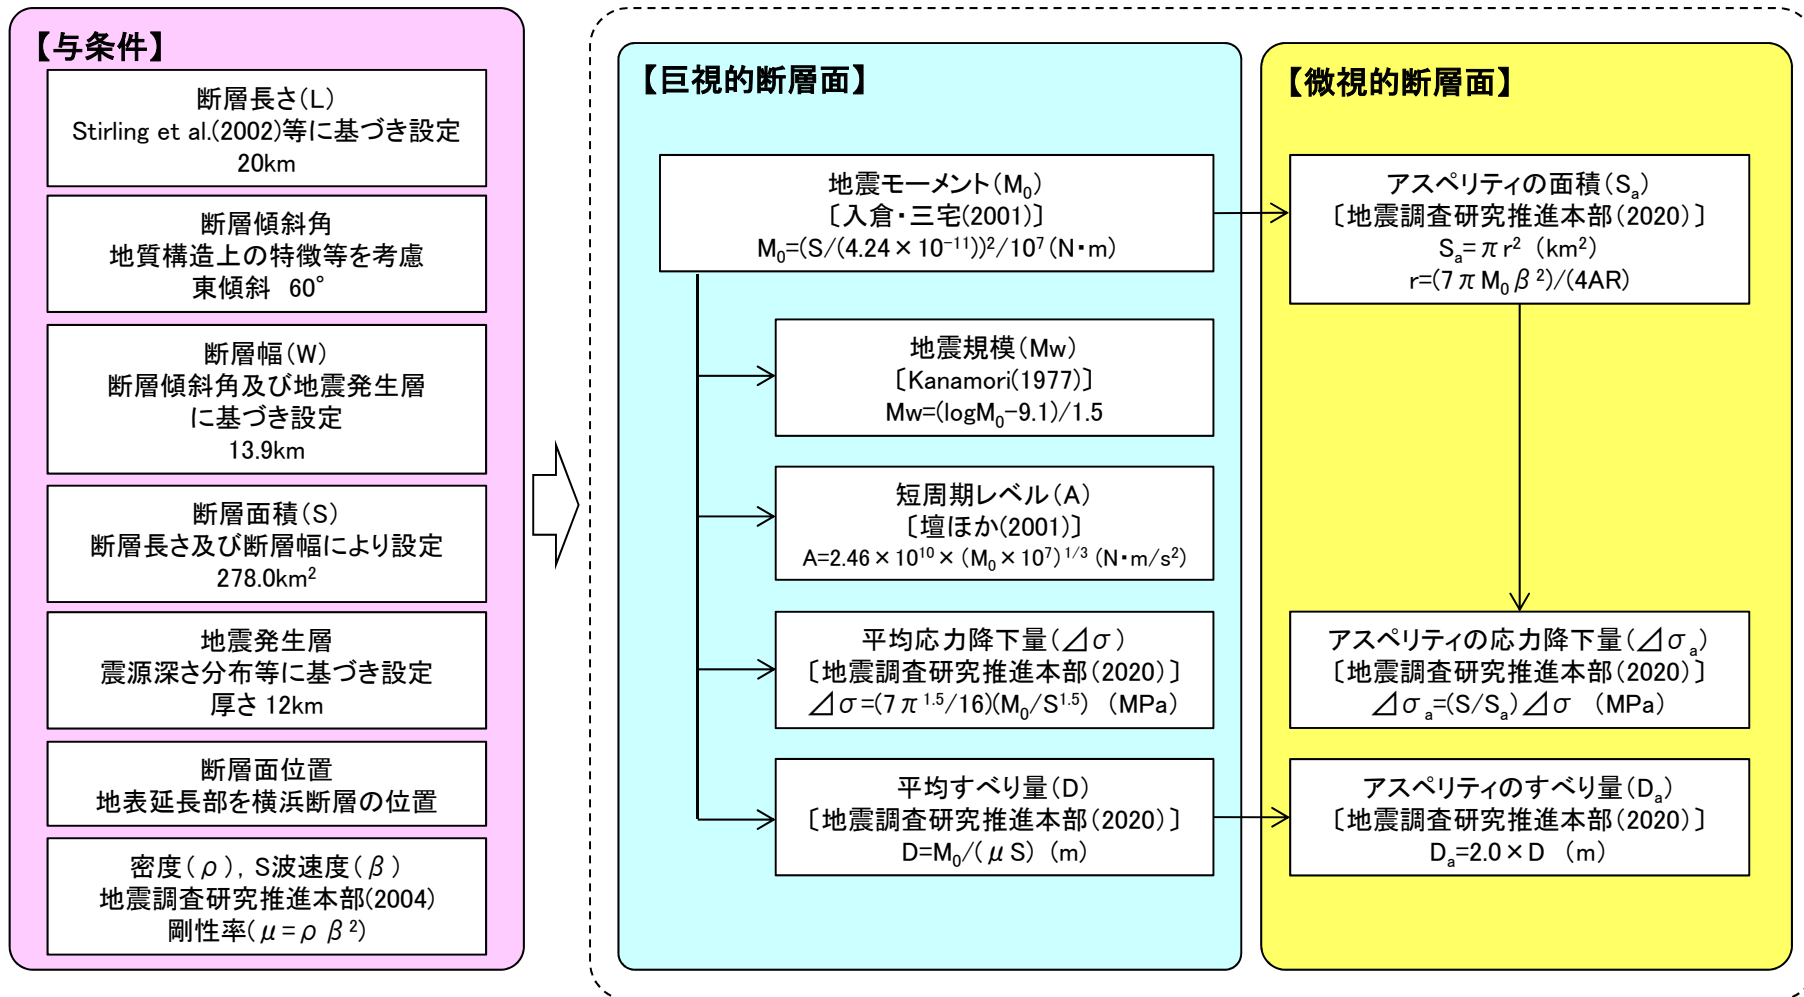 【与条件】
断層長さ(L)
Stirling et al.(2002)等に基づき設定
20km
断層傾斜角
地質構造上の特徴等を考慮
東傾斜 60°
断層幅(W)
断層傾斜角及び地震発生層
に基づき設定
13.9km
断層面積(S)
断層長さ及び断層幅により設定
278.0km²
地震発生層
震源深さ分布等に基づき設定
厚さ 12km
断層面位置
地表延長部を横浜断層の位置
密度(ρ), S波速度(β)
地震調査研究推進本部(2004)
剛性率(μ=ρβ²)
【巨視的断層面】
地震モーメント(M₀)
〔入倉・三宅(2001)〕
M₀=(S/(4.24×10⁻¹¹))²/10⁷(N・m)
地震規模(Mw)
〔Kanamori(1977)〕
Mw=(logM₀-9.1)/1.5
短周期レベル(A)
〔壇ほか(2001)〕
A=2.46×10¹⁰×(M₀×10⁷)¹/³(N・m/s²)
平均応力降下量(⊿σ)
〔地震調査研究推進本部(2020)〕
⊿σ=(7π¹·⁵/16)(M₀/S¹·⁵) (MPa)
平均すべり量(D)
〔地震調査研究推進本部(2020)〕
D=M₀/(μS) (m)
【微視的断層面】
アスペリティの面積(Sₐ)
〔地震調査研究推進本部(2020)〕
Sₐ=πr² (km²)
r=(7πM₀β²)/(4AR)
アスペリティの応力降下量(⊿σₐ)
〔地震調査研究推進本部(2020)〕
⊿σₐ=(S/Sₐ)⊿σ (MPa)
アスペリティのすべり量(Dₐ)
〔地震調査研究推進本部(2020)〕
Dₐ=2.0×D (m)